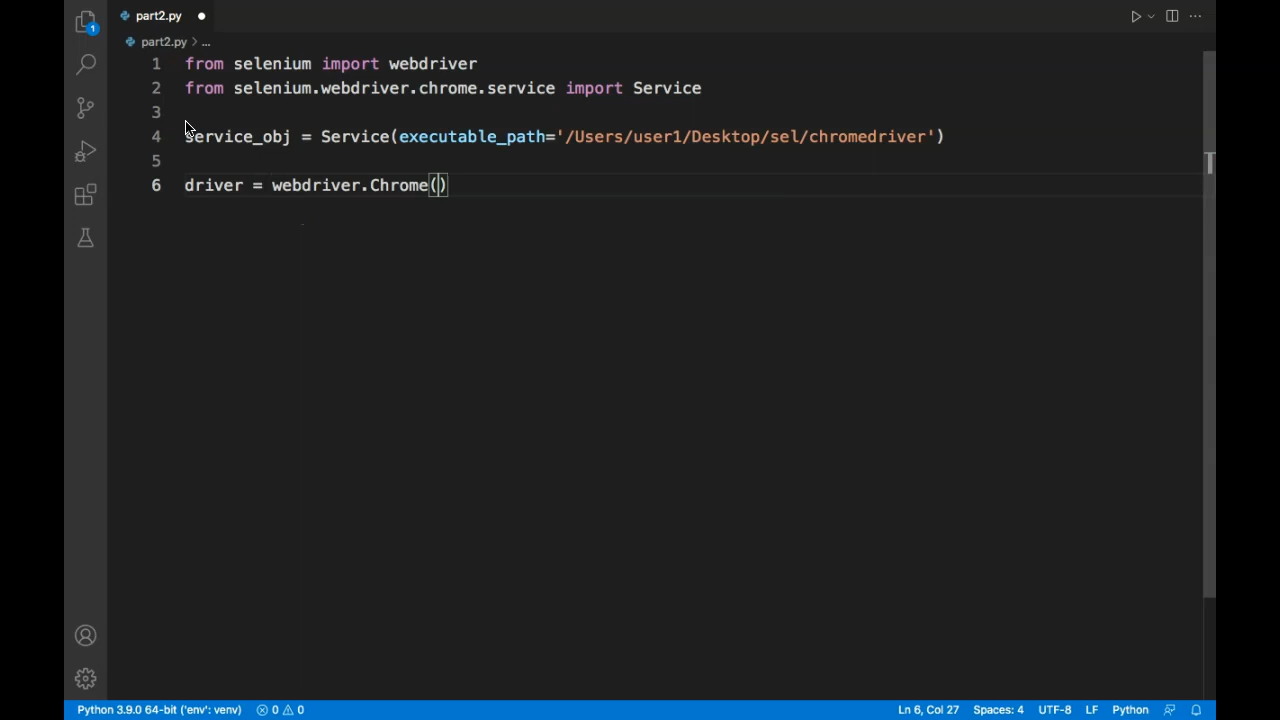 part2.py
1
part2.py > ...
1 from selenium import webdriver
2 from selenium.webdriver.chrome.service import Service
3
4 service_obj = Service(executable_path='/Users/user1/Desktop/sel/chromedriver')
5
6 driver = webdriver.Chrome()
Python 3.9.0 64-bit ('env': venv) 0 0 Ln 6, Col 27 Spaces: 4 UTF-8 LF Python